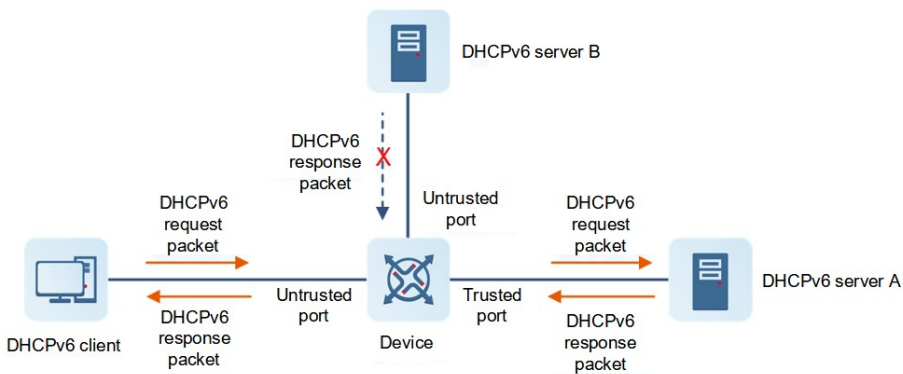 DHCPv6 server B
DHCPv6
response
packet
Untrusted
port
DHCPv6
request
packet
DHCPv6
request
packet
DHCPv6 server A
Untrusted
port
Trusted
port
DHCPv6
response
packet
DHCPv6
response
packet
DHCPv6 client
Device